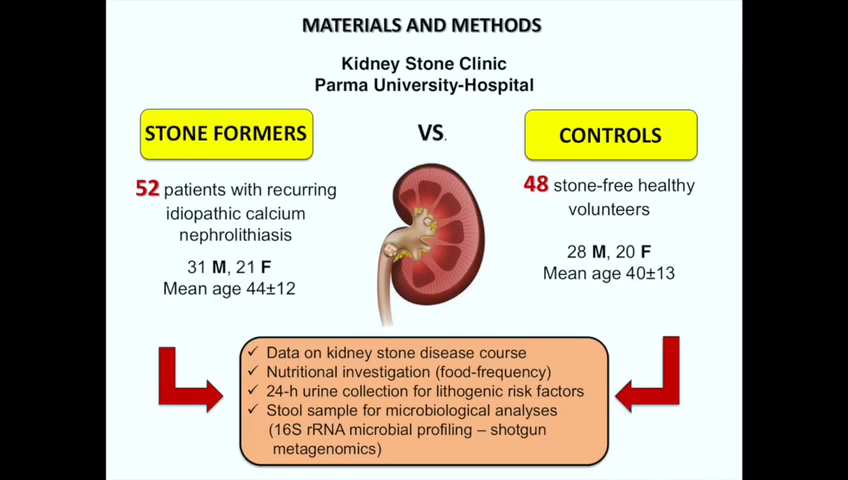 MATERIALS AND METHODS
Kidney Stone Clinic
Parma University-Hospital
STONE FORMERS
VS.
CONTROLS
52 patients with recurring
idiopathic calcium
nephrolithiasis
31 M, 21 F
Mean age 44±12
48 stone-free healthy
volunteers
28 M, 20 F
Mean age 40±13
✓ Data on kidney stone disease course
✓ Nutritional investigation (food-frequency)
✓ 24-h urine collection for lithogenic risk factors
✓ Stool sample for microbiological analyses
(16S rRNA microbial profiling – shotgun
metagenomics)